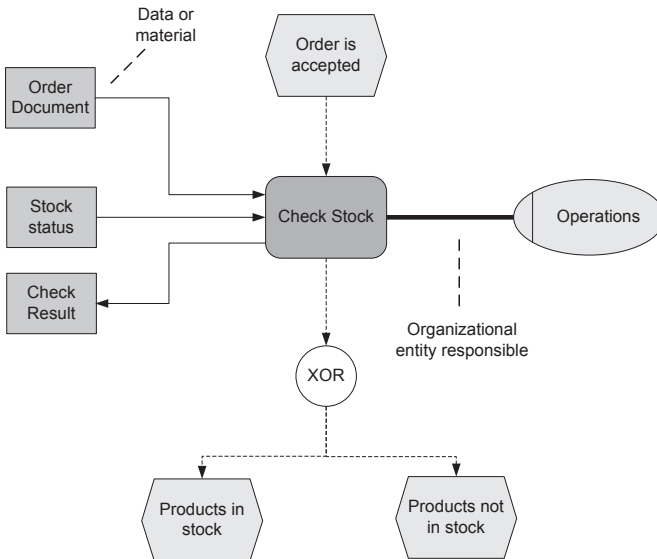 Data or
material
Order is
accepted
Order
Document
Stock
status
Check Stock
Operations
Check
Result
Organizational
entity responsible
XOR
Products in
stock
Products not
in stock